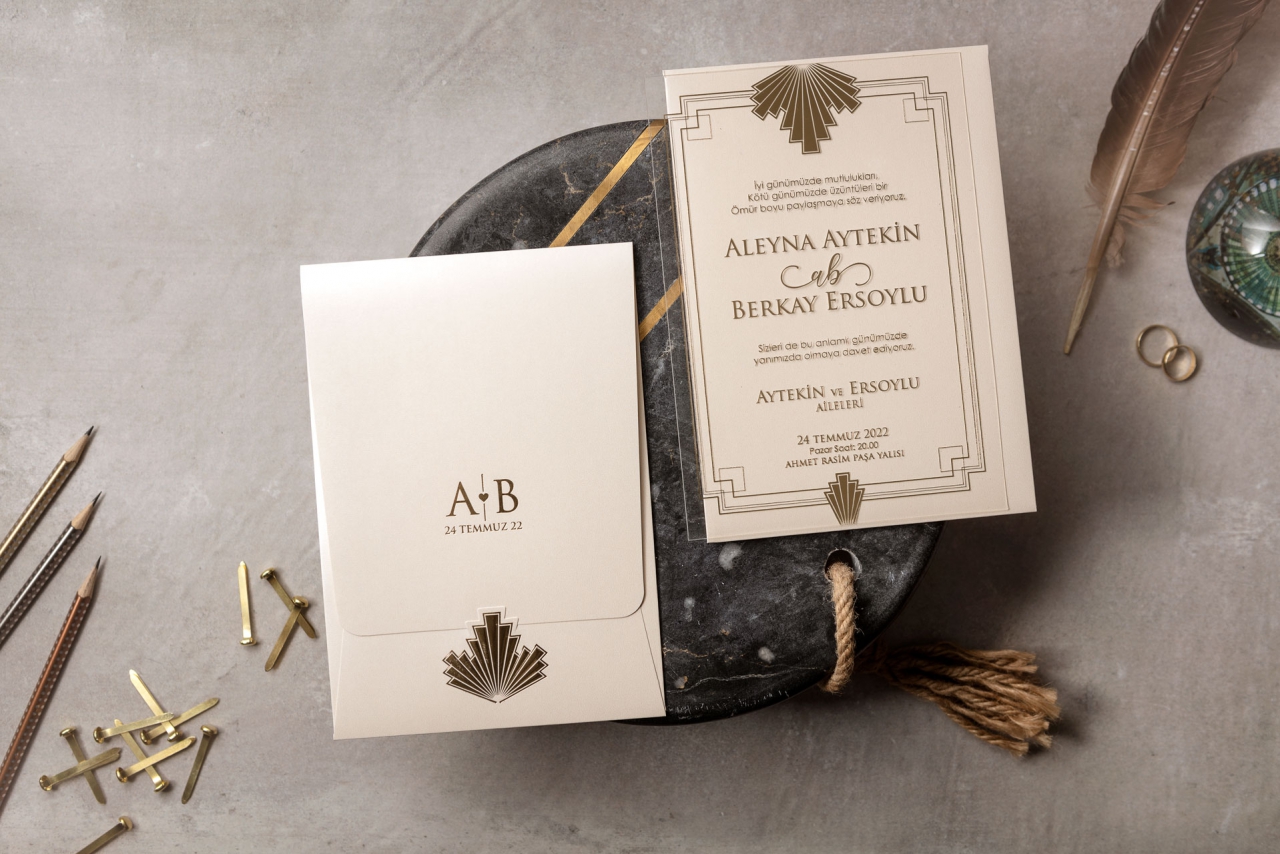 İyi günümüzde mutlulukları,
Kötü günümüzde üzüntüleri bir
Ömür boyu paylaşmaya söz veriyoruz.
ALEYNA AYTEKİN
ab
BERKAY ERSOYLU
Sizleri de bu anlamlı günümüzde
yanımızda olmaya davet ediyoruz.
AYTEKİN VE ERSOYLU
AİLELERİ
24 TEMMUZ 2022
Pazar Saat: 20.00
AHMET RASİM PAŞA YALISI
A B
24 TEMMUZ 22